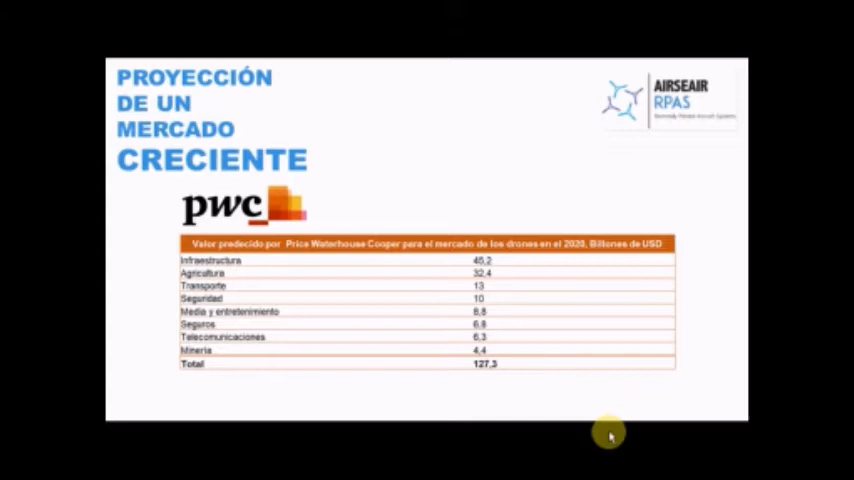 PROYECCIÓN
DE UN
MERCADO
CRECIENTE
AIRSEAIR
RPAS
pwc
Valor predecido por Price Waterhouse Cooper para el mercado de los drones en el 2020, Billones de USD
Infraestructura 45,2
Agricultura 32,4
Transporte 13
Seguridad 10
Media y entretenimiento 8,8
Seguros 6,8
Telecomunicaciones 6,3
Minería 4,4
Total 127,3